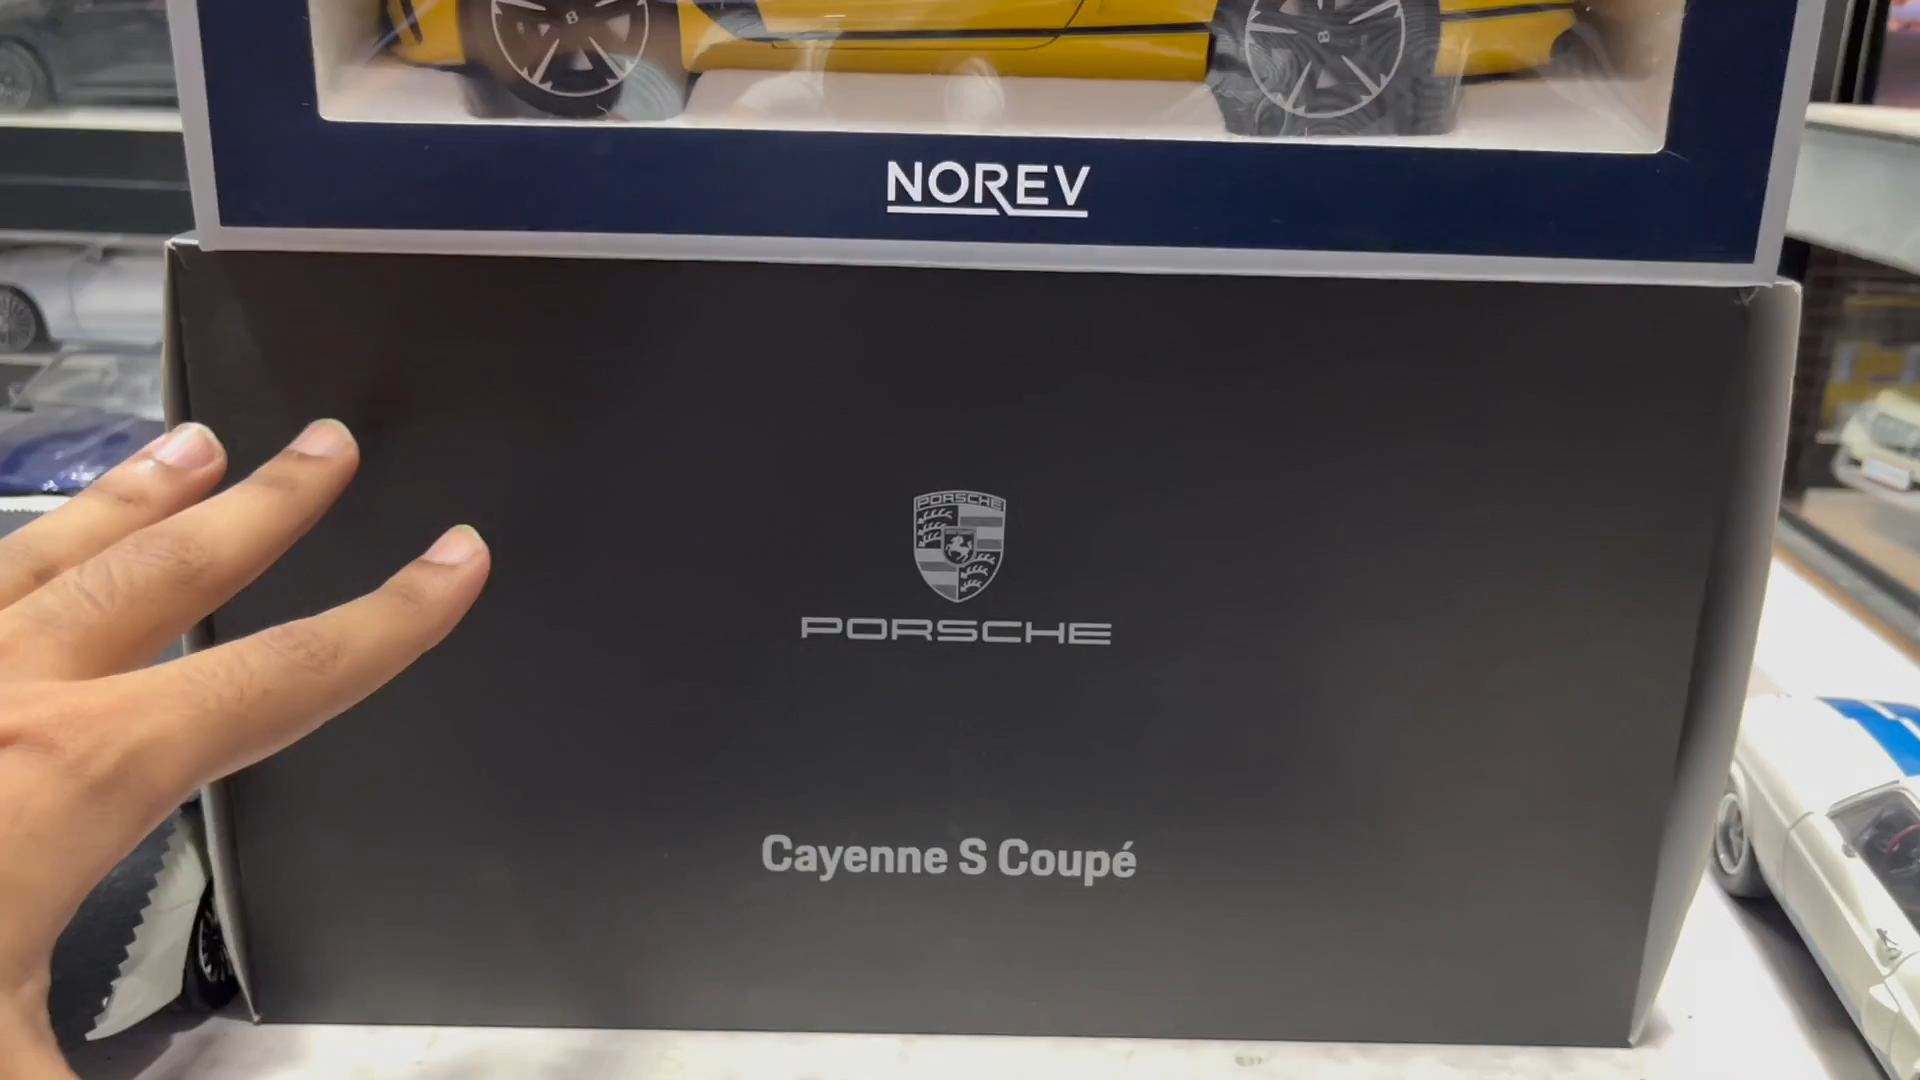 B
B
NOREV
PORSCHE
PORSCHE
Cayenne S Coupé